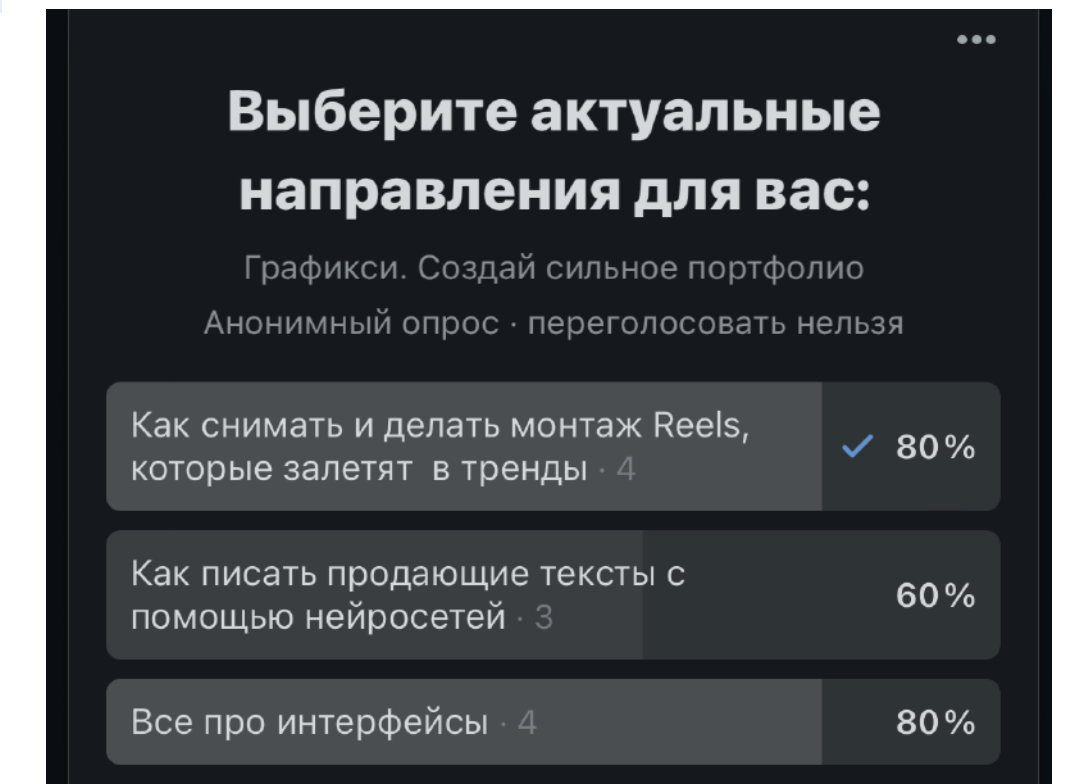 Выберите актуальные
направления для вас:
Графикси. Создай сильное портфолио
Анонимный опрос · переголосовать нельзя
Как снимать и делать монтаж Reels,
которые залетят  в тренды · 4
80%
Как писать продающие тексты с
помощью нейросетей · 3
60%
Все про интерфейсы · 4
80%